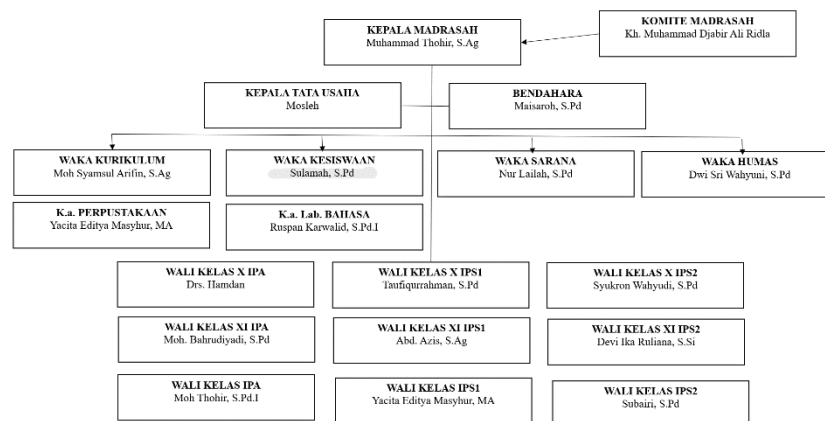 KEPALA MADRASAH
Muhammad Thohir, S.Ag
KOMITE MADRASAH
Kh. Muhammad Djabir Ali Ridla
KEPALA TATA USAHA
Mosleh
BENDAHARA
Maisaroh, S.Pd
WAKA KURIKULUM
Moh Syamsul Arifin, S.Ag
WAKA KESISWAAN
Sulamah, S.Pd
WAKA SARANA
Nur Lailah, S.Pd
WAKA HUMAS
Dwi Sri Wahyuni, S.Pd
K.a. PERPUSTAKAAN
Yacita Editya Masyhur, MA
K.a. Lab. BAHASA
Ruspan Karwalid, S.Pd.I
WALI KELAS X IPA
Drs. Hamdan
WALI KELAS X IPS1
Taufiqurrahman, S.Pd
WALI KELAS X IPS2
Syukron Wahyudi, S.Pd
WALI KELAS XI IPA
Moh. Bahrudiyadi, S.Pd
WALI KELAS XI IPS1
Abd. Azis, S.Ag
WALI KELAS XI IPS2
Devi Ika Ruliana, S.Si
WALI KELAS IPA
Moh Thohir, S.Pd.I
WALI KELAS IPS1
Yacita Editya Masyhur, MA
WALI KELAS IPS2
Subairi, S.Pd